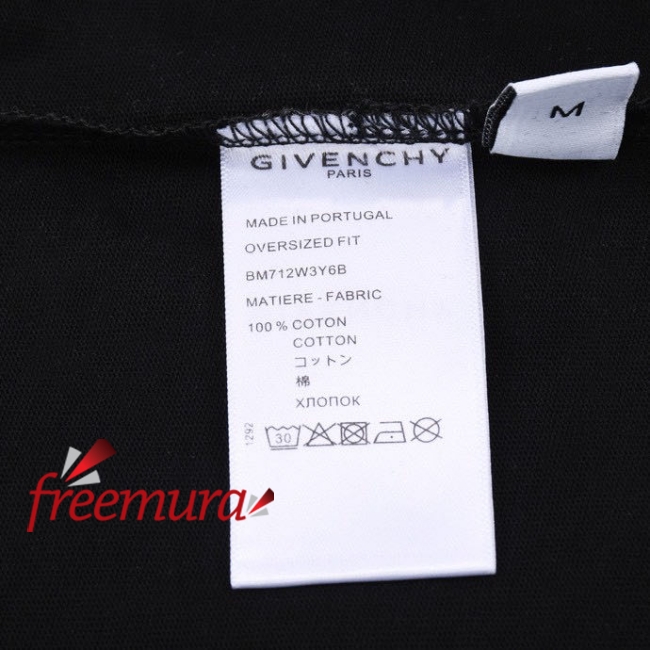 M
GIVENCHY
PARIS
MADE IN PORTUGAL
OVERSIZED FIT
BM712W3Y6B
MATIERE - FABRIC
100 % COTON
COTTON
コットン
棉
ХЛОПОК
1292
30
freemura